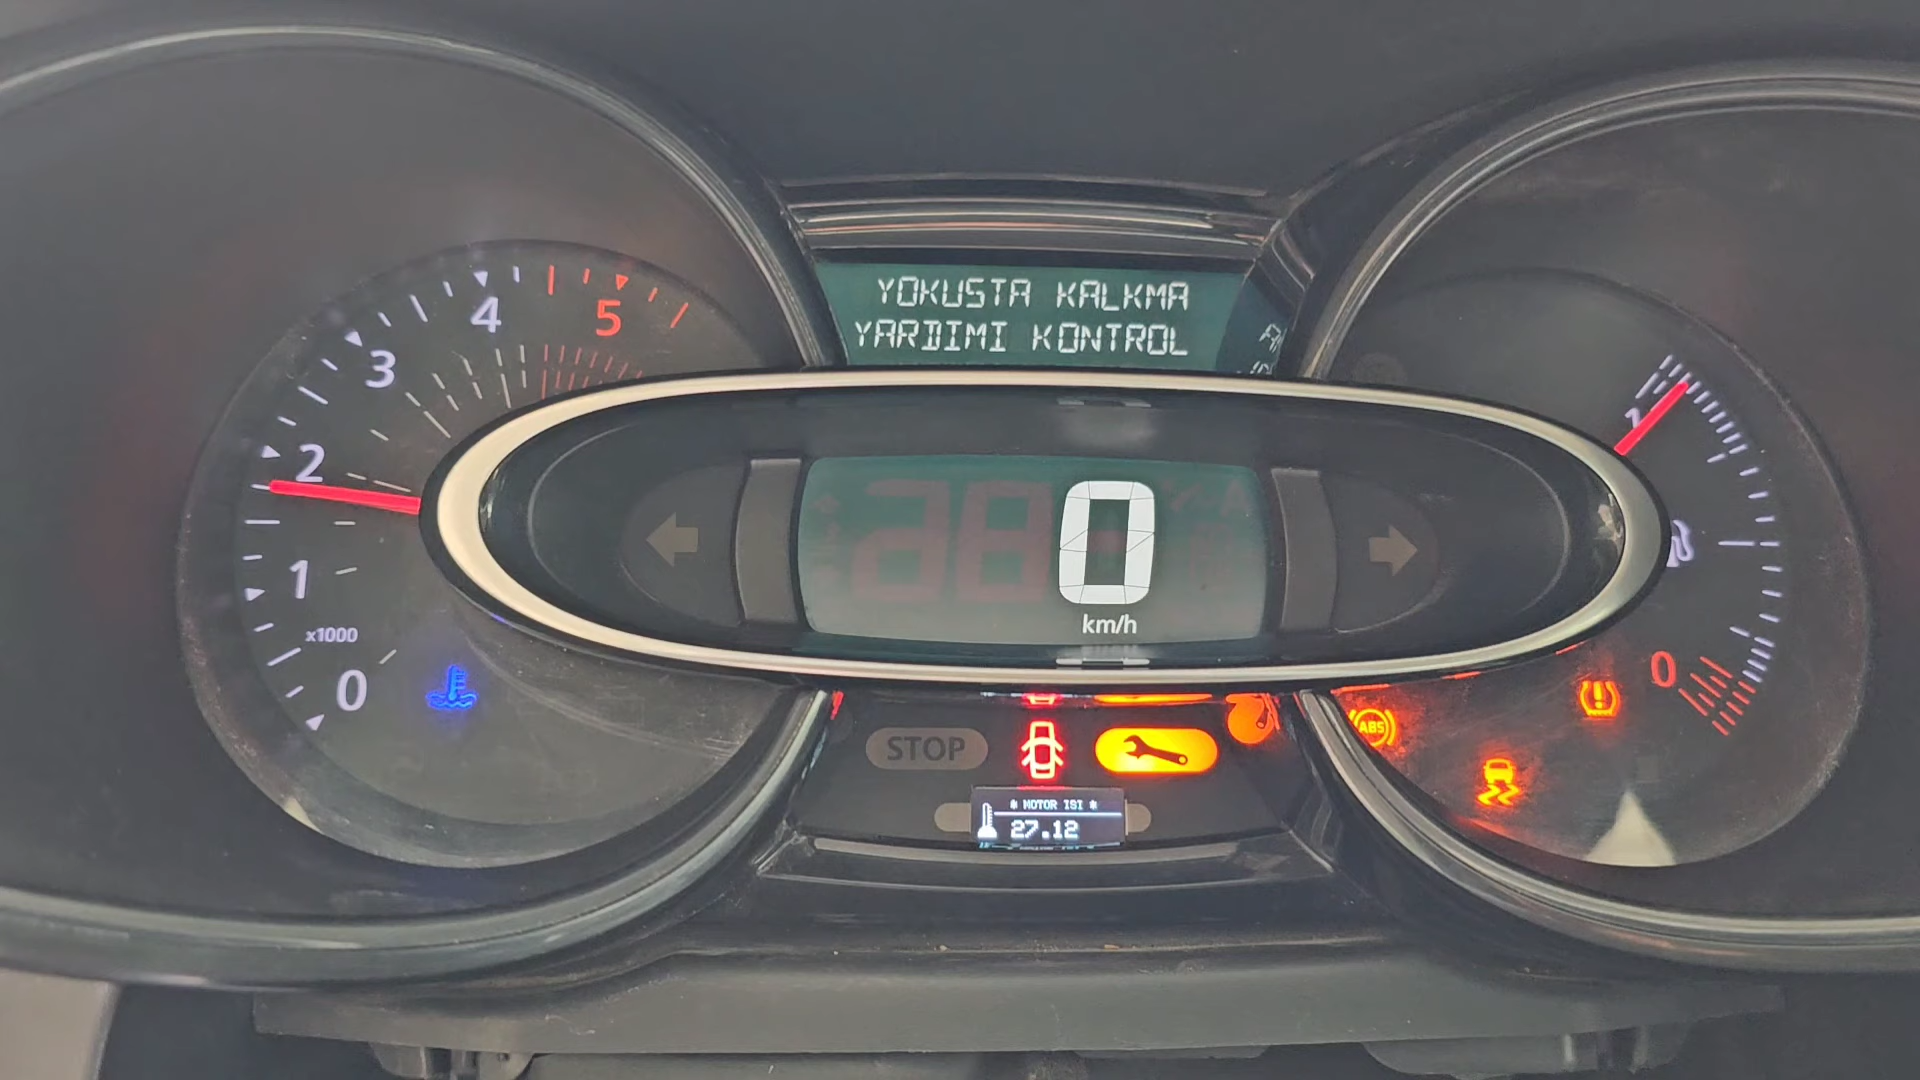 YOKUSTA KALKMA
YARDIMI KONTROL
4
5
3
2
1
x1000
0
0
km/h
0
ABS
STOP
* MOTOR ISI *
27.12